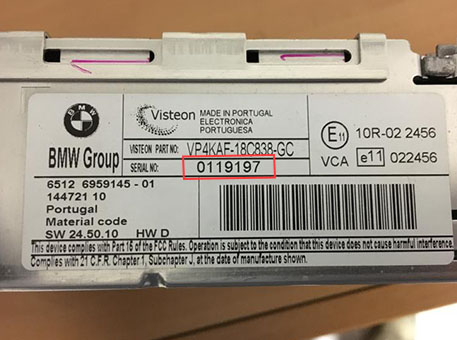 BMW
BMW Group
Visteon
MADE IN PORTUGAL
ELECTRONICA
PORTUGUESA
VISTEON PART NO: VP4KAF-18C838-GC
SERIAL NO: 0119197
E11 10R-02 2456
VCA e11 022456
6512 6959145 - 01
144721 10
Portugal
Material code
SW 24.50.10 HW D
This device complies with Part 15 of the FCC Rules. Operation is subject to the condition that this device does not cause harmful interference.
Complies with 21 C.F.R. Chapter 1, Subchapter J, at the date of manufacture shown.